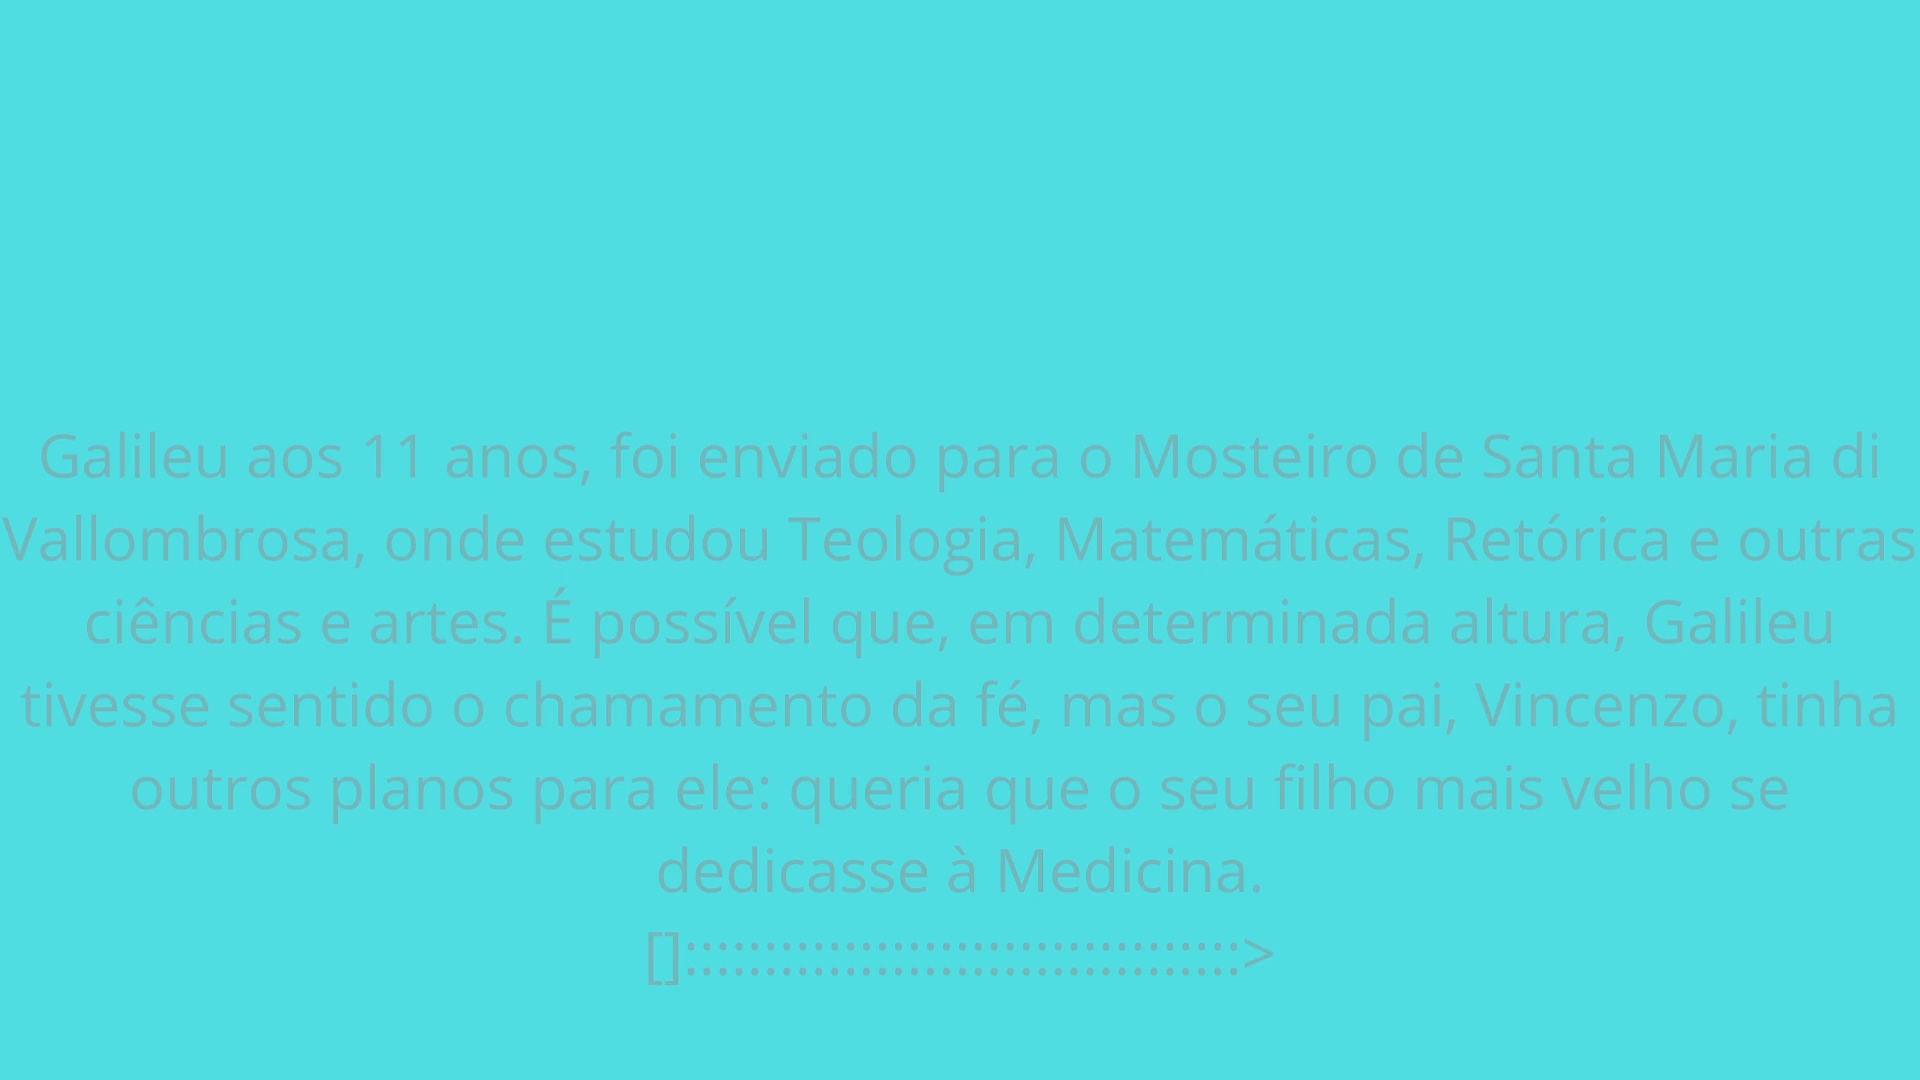 Galileu aos 11 anos, foi enviado para o Mosteiro de Santa Maria di
Vallombrosa, onde estudou Teologia, Matemáticas, Retórica e outras
ciências e artes. É possível que, em determinada altura, Galileu
tivesse sentido o chamamento da fé, mas o seu pai, Vincenzo, tinha
outros planos para ele: queria que o seu filho mais velho se
dedicasse à Medicina.
[]:::::::::::::::::::::::::::::::::::>